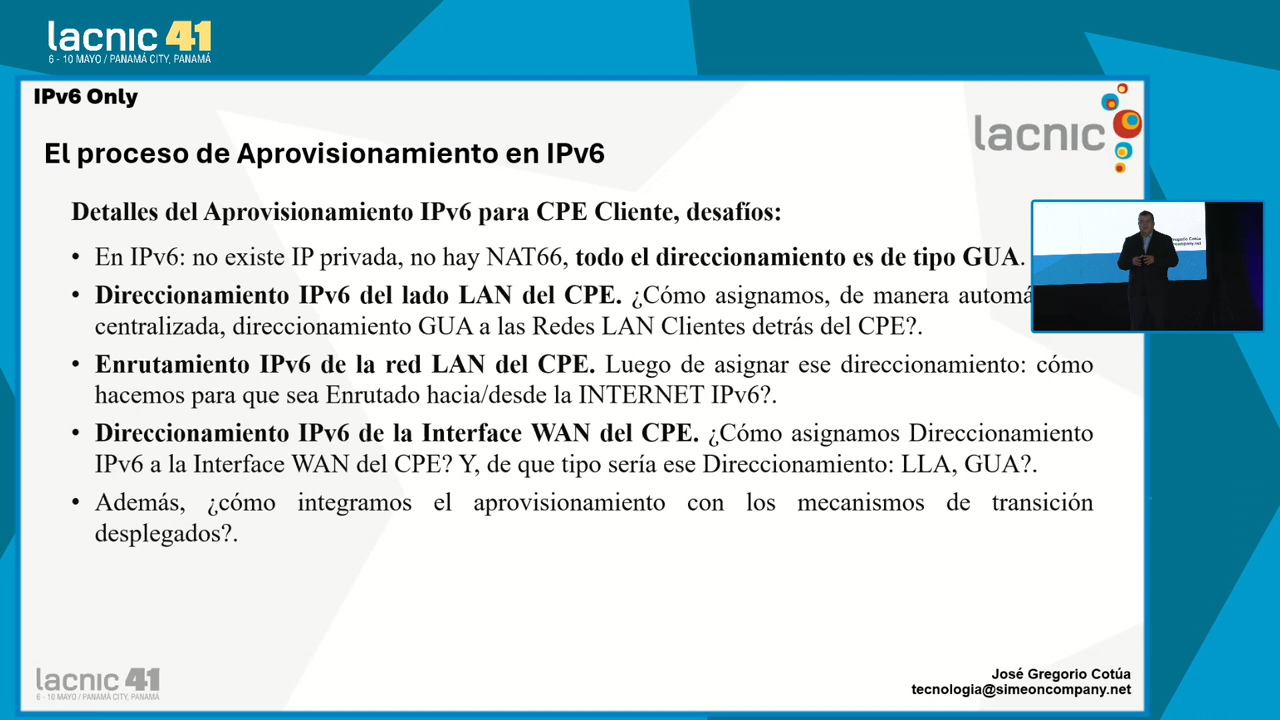 lacnic 41
6 - 10 MAYO / PANAMÁ CITY, PANAMÁ
IPv6 Only
lacnic
El proceso de Aprovisionamiento en IPv6
Detalles del Aprovisionamiento IPv6 para CPE Cliente, desafíos:
• En IPv6: no existe IP privada, no hay NAT66, todo el direccionamiento es de tipo GUA.
• Direccionamiento IPv6 del lado LAN del CPE. ¿Cómo asignamos, de manera
centralizada, direccionamiento GUA a las Redes LAN Clientes detrás del CPE?.
• Enrutamiento IPv6 de la red LAN del CPE. Luego de asignar ese direccionamiento: cómo
hacemos para que sea Enrutado hacia/desde la INTERNET IPv6?.
• Direccionamiento IPv6 de la Interface WAN del CPE. ¿Cómo asignamos Direccionamiento
IPv6 a la Interface WAN del CPE? Y, de que tipo sería ese Direccionamiento: LLA, GUA?.
• Además, ¿cómo integramos el aprovisionamiento con los mecanismos de transición
desplegados?.
lacnic 41
6 - 10 MAYO / PANAMÁ CITY, PANAMÁ
José Gregorio Cotúa
tecnologia@simeoncompany.net